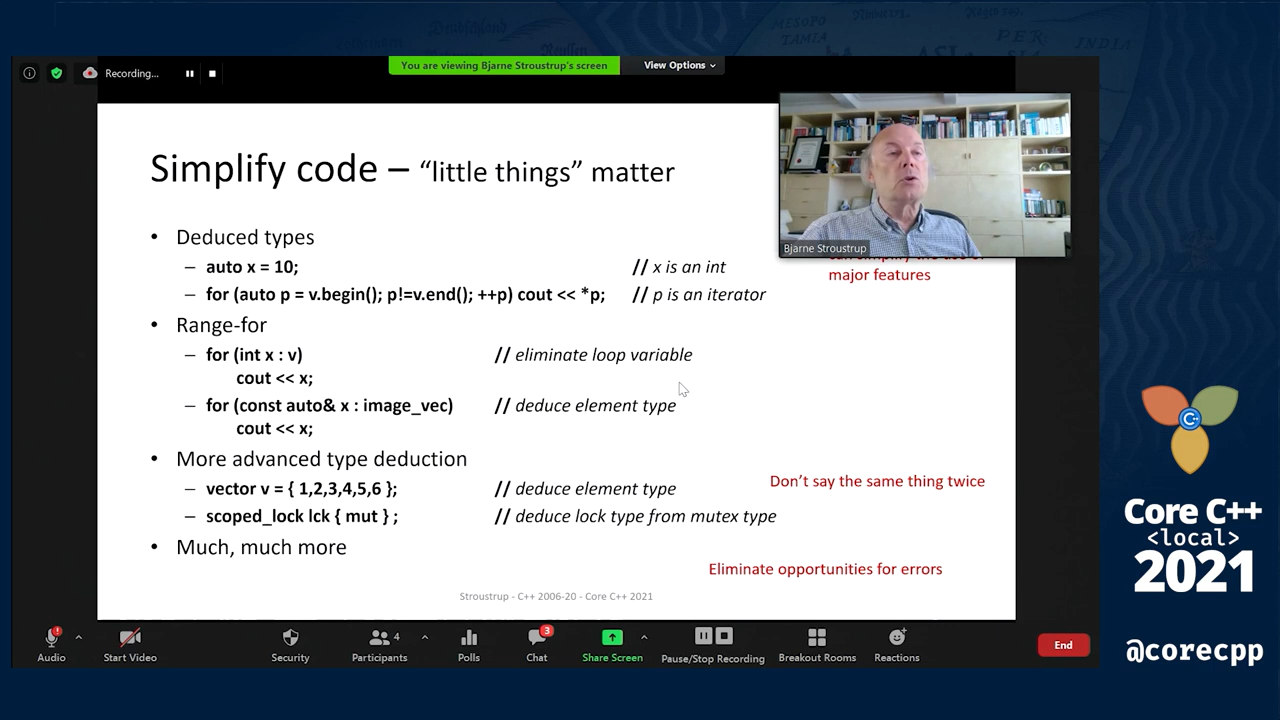 MESOPO
TAMIA
PER
INDIA
Recording...
You are viewing Bjarne Stroustrup's screen
View Options
Simplify code – “little things” matter
Bjarne Stroustrup
• Deduced types
– auto x = 10; // x is an int
major features
– for (auto p = v.begin(); p!=v.end(); ++p) cout << *p; // p is an iterator
• Range-for
– for (int x : v) // eliminate loop variable
cout << x;
– for (const auto& x : image_vec) // deduce element type
cout << x;
• More advanced type deduction
Don’t say the same thing twice
– vector v = { 1,2,3,4,5,6 }; // deduce element type
– scoped_lock lck { mut } ; // deduce lock type from mutex type
• Much, much more
Eliminate opportunities for errors
Stroustrup - C++ 2006-20 - Core C++ 2021
Audio
Start Video
Security
4
Participants
Polls
3
Chat
Share Screen
Pause/Stop Recording
Breakout Rooms
Reactions
End
C++
Core C++
<local>
2021
@corecpp